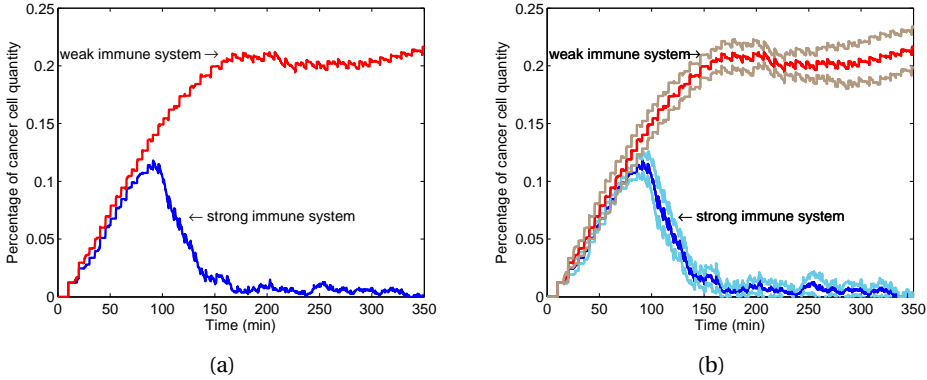 0.25
0.2
0.15
0.1
0.05
0
Percentage of cancer cell quantity
weak immune system →
← strong immune system
0 50 100 150 200 250 300 350
Time (min)
(a)
0.25
0.20
0.15
0.1
0.05
0
Percentage of cancer cell quantity
weak immune system →
← strong immune system
0 50 100 150 200 250 300 350
Time (min)
(b)